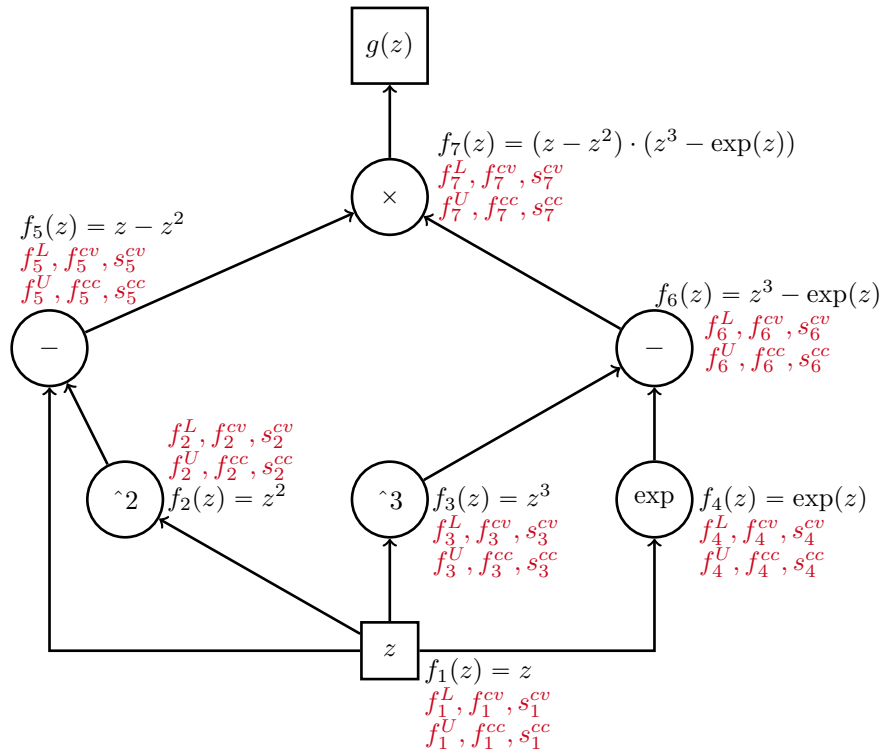 g(z)
f_7(z) = (z − z^2) · (z^3 − exp(z))
f_7^L, f_7^{cv}, s_7^{cv}
f_7^U, f_7^{cc}, s_7^{cc}
×
f_5(z) = z − z^2
f_5^L, f_5^{cv}, s_5^{cv}
f_5^U, f_5^{cc}, s_5^{cc}
−
f_6(z) = z^3 − exp(z)
f_6^L, f_6^{cv}, s_6^{cv}
f_6^U, f_6^{cc}, s_6^{cc}
−
f_2^L, f_2^{cv}, s_2^{cv}
f_2^U, f_2^{cc}, s_2^{cc}
f_2(z) = z^2
^2
^3
f_3(z) = z^3
f_3^L, f_3^{cv}, s_3^{cv}
f_3^U, f_3^{cc}, s_3^{cc}
exp
f_4(z) = exp(z)
f_4^L, f_4^{cv}, s_4^{cv}
f_4^U, f_4^{cc}, s_4^{cc}
z
f_1(z) = z
f_1^L, f_1^{cv}, s_1^{cv}
f_1^U, f_1^{cc}, s_1^{cc}